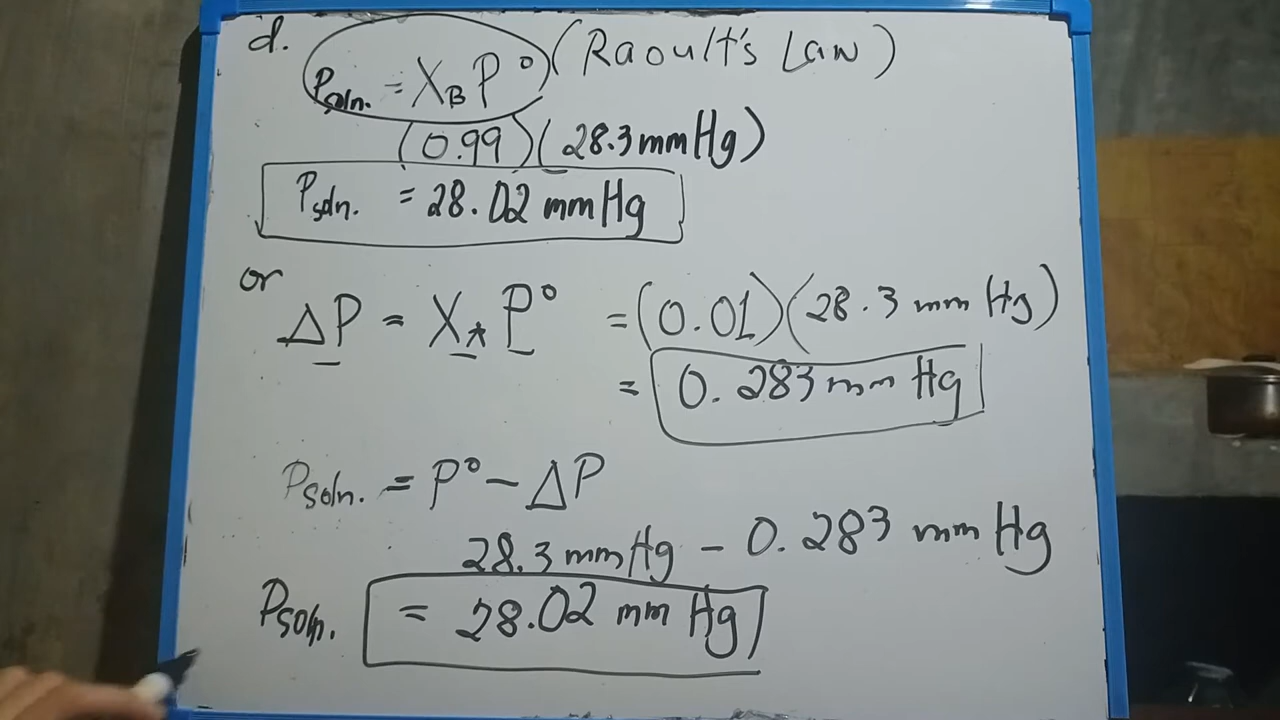 d. Psoln. = XB P° (Raoult's Law)
(0.99)(28.3 mmHg)
Psoln. = 28.02 mmHg
or
ΔP = XA P° = (0.01)(28.3 mm Hg)
= 0.283 mm Hg
Psoln. = P° - ΔP
28.3 mmHg - 0.283 mm Hg
Psoln. = 28.02 mm Hg